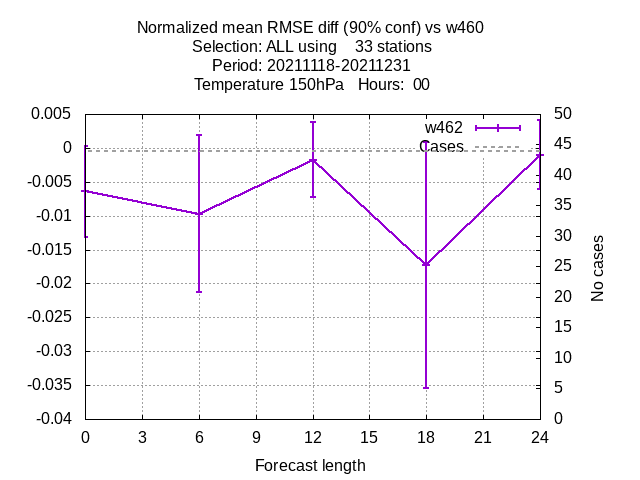 Normalized mean RMSE diff (90% conf) vs w460
Selection: ALL using    33 stations
Period: 20211118-20211231
Temperature 150hPa   Hours:  00
w462
Cases
0.005
0
-0.005
-0.01
-0.015
-0.02
-0.025
-0.03
-0.035
-0.04
50
45
40
35
30
25
20
15
10
5
0
No cases
0 3 6 9 12 15 18 21 24
Forecast length